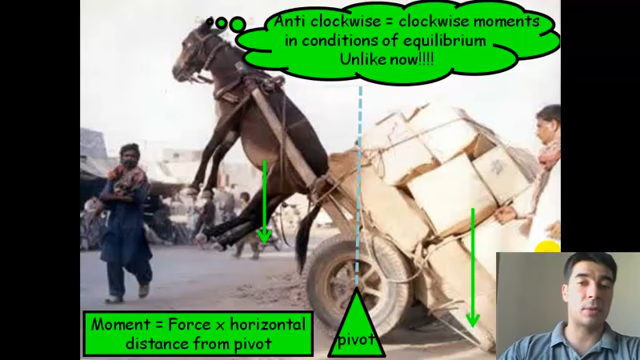 Anti clockwise = clockwise moments
in conditions of equilibrium
Unlike now!!!!
Moment = Force x horizontal
distance from pivot
pivot